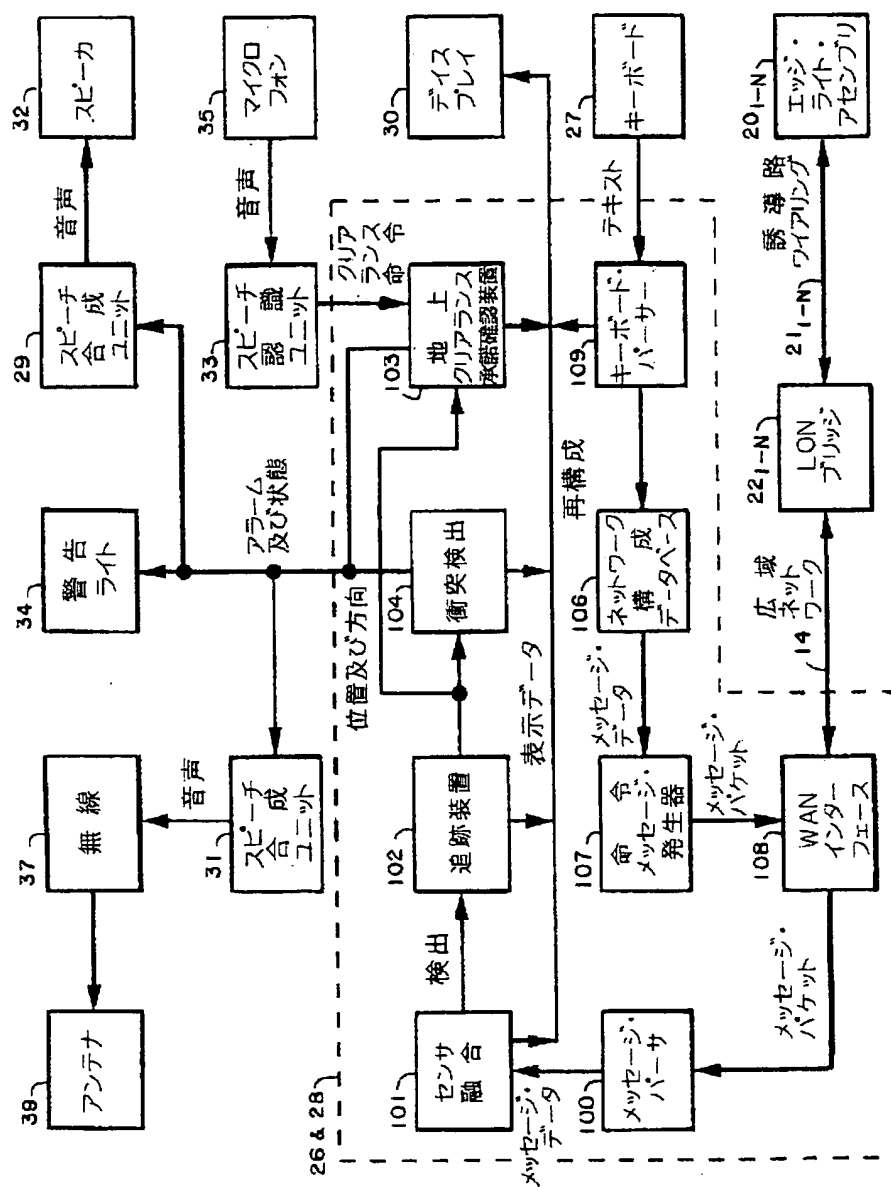 39
アンテナ
37
無線
34
警告
ライト
29
スピーチ
合成
ユニット
音声
32
スピーカ
音声
31
スピーチ
合成
ユニット
アラーム
及び状態
33
スピーチ
認識
ユニット
音声
35
マイクロ
フォン
26 & 28
位置及び方向
クリア
ランス
命令
101
センサ
融合
検出
102
追跡装置
104
衝突検出
103
地上
クリアランス
承諾確認装置
30
ディス
プレイ
表示データ
メッセージ・
データ
100
メッセージ・
パーサ
107
命令
メッセージ・
発生器
メッセージ・
データ
106
ネットワーク
構成
データベース
再構成
109
キーボード・
パーサー
テキスト
27
キーボード
メッセージ・
パケット
メッセージ・
パケット
108
WAN
インター
フェース
14
広域
ネット
ワーク
22 1-N
LON
ブリッジ
21 1-N
誘導路
ワイアリング
20 1-N
エッジ・
ライト・
アセンブリ